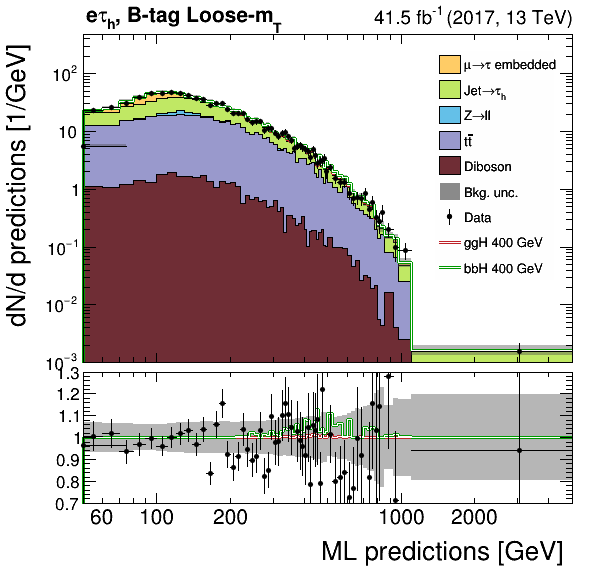 eτh, B-tag Loose-mT 41.5 fb⁻¹ (2017, 13 TeV)
dN/d predictions [1/GeV]
10²
10
1
10⁻¹
10⁻²
10⁻³
μ→τ embedded
Jet→τh
Z→ll
tt̄
Diboson
Bkg. unc.
Data
ggH 400 GeV
bbH 400 GeV
1.3
1.2
1.1
1
0.9
0.8
0.7
60 100 200 1000 2000
ML predictions [GeV]